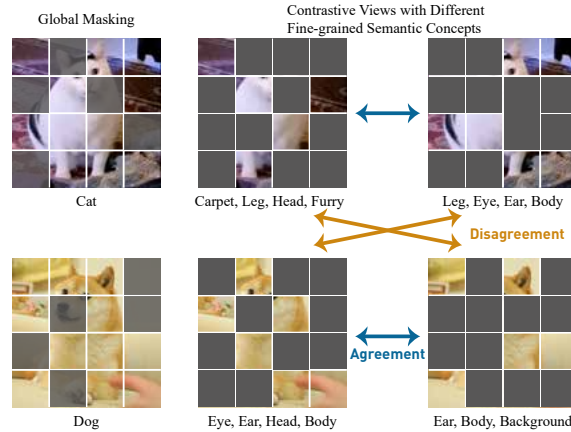 Global Masking
Contrastive Views with Different
Fine-grained Semantic Concepts
Cat
Carpet, Leg, Head, Furry
Leg, Eye, Ear, Body
Disagreement
Agreement
Dog
Eye, Ear, Head, Body
Ear, Body, Background